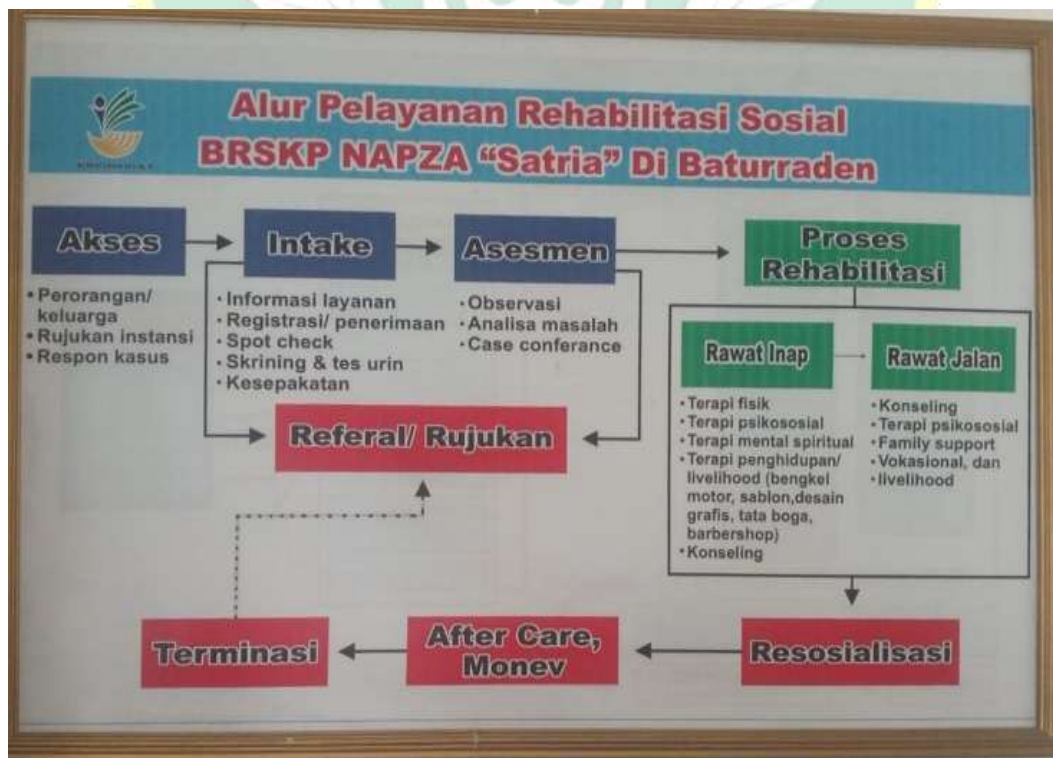 Alur Pelayanan Rehabilitasi Sosial
BRSKP NAPZA “Satria” Di Baturraden
Akses
• Perorangan/
keluarga
• Rujukan instansi
• Respon kasus
Intake
• Informasi layanan
• Registrasi/ penerimaan
• Spot check
• Skrining & tes urin
• Kesepakatan
Asesmen
• Observasi
• Analisa masalah
• Case conferance
Proses
Rehabilitasi
Rawat Inap
• Terapi fisik
• Terapi psikososial
• Terapi mental spiritual
• Terapi penghidupan/
livelihood (bengkel
motor, sablon,desain
grafis, tata boga,
barbershop)
• Konseling
Rawat Jalan
• Konseling
• Terapi psikososial
• Family support
• Vokasional, dan
• livelihood
Referal/ Rujukan
Terminasi
After Care,
Monev
Resosialisasi